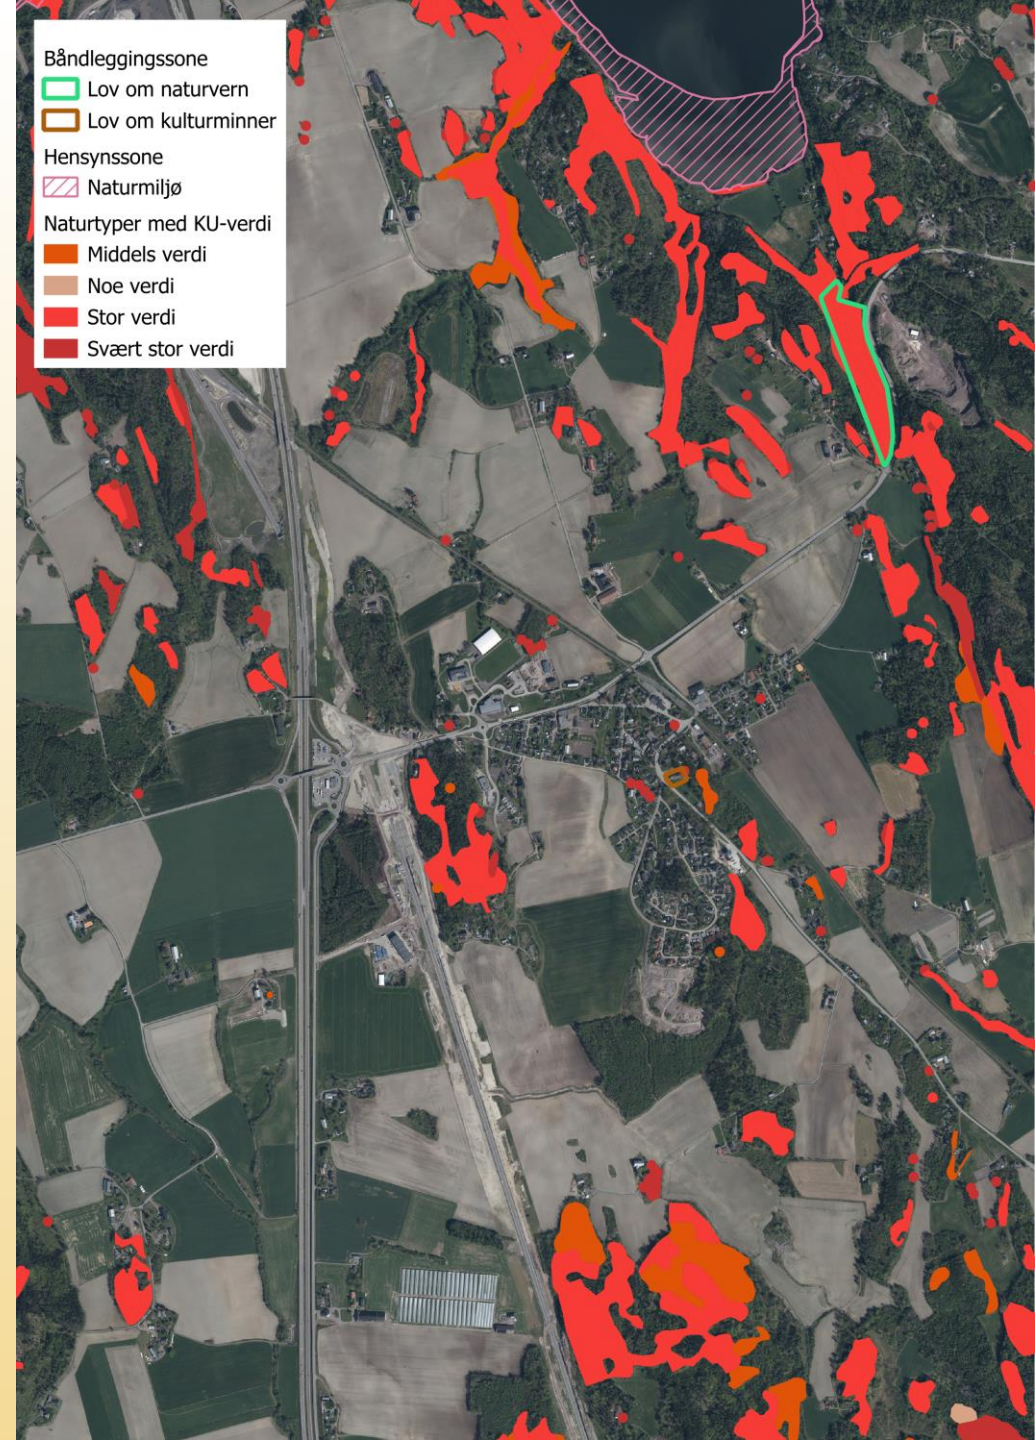 Båndleggingssone
Lov om naturvern
Lov om kulturminner
Hensynssone
Naturmiljø
Naturtyper med KU-verdi
Middels verdi
Noe verdi
Stor verdi
Svært stor verdi